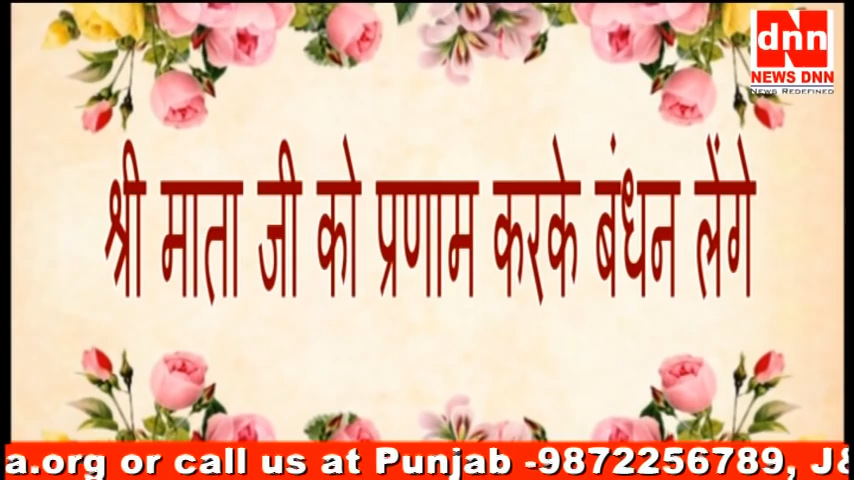 dnn
NEWS DNN
NEWS REDEFINED
श्री माता जी को प्रणाम करके बंधन लेंगे
a.org or call us at Punjab -9872256789, J&